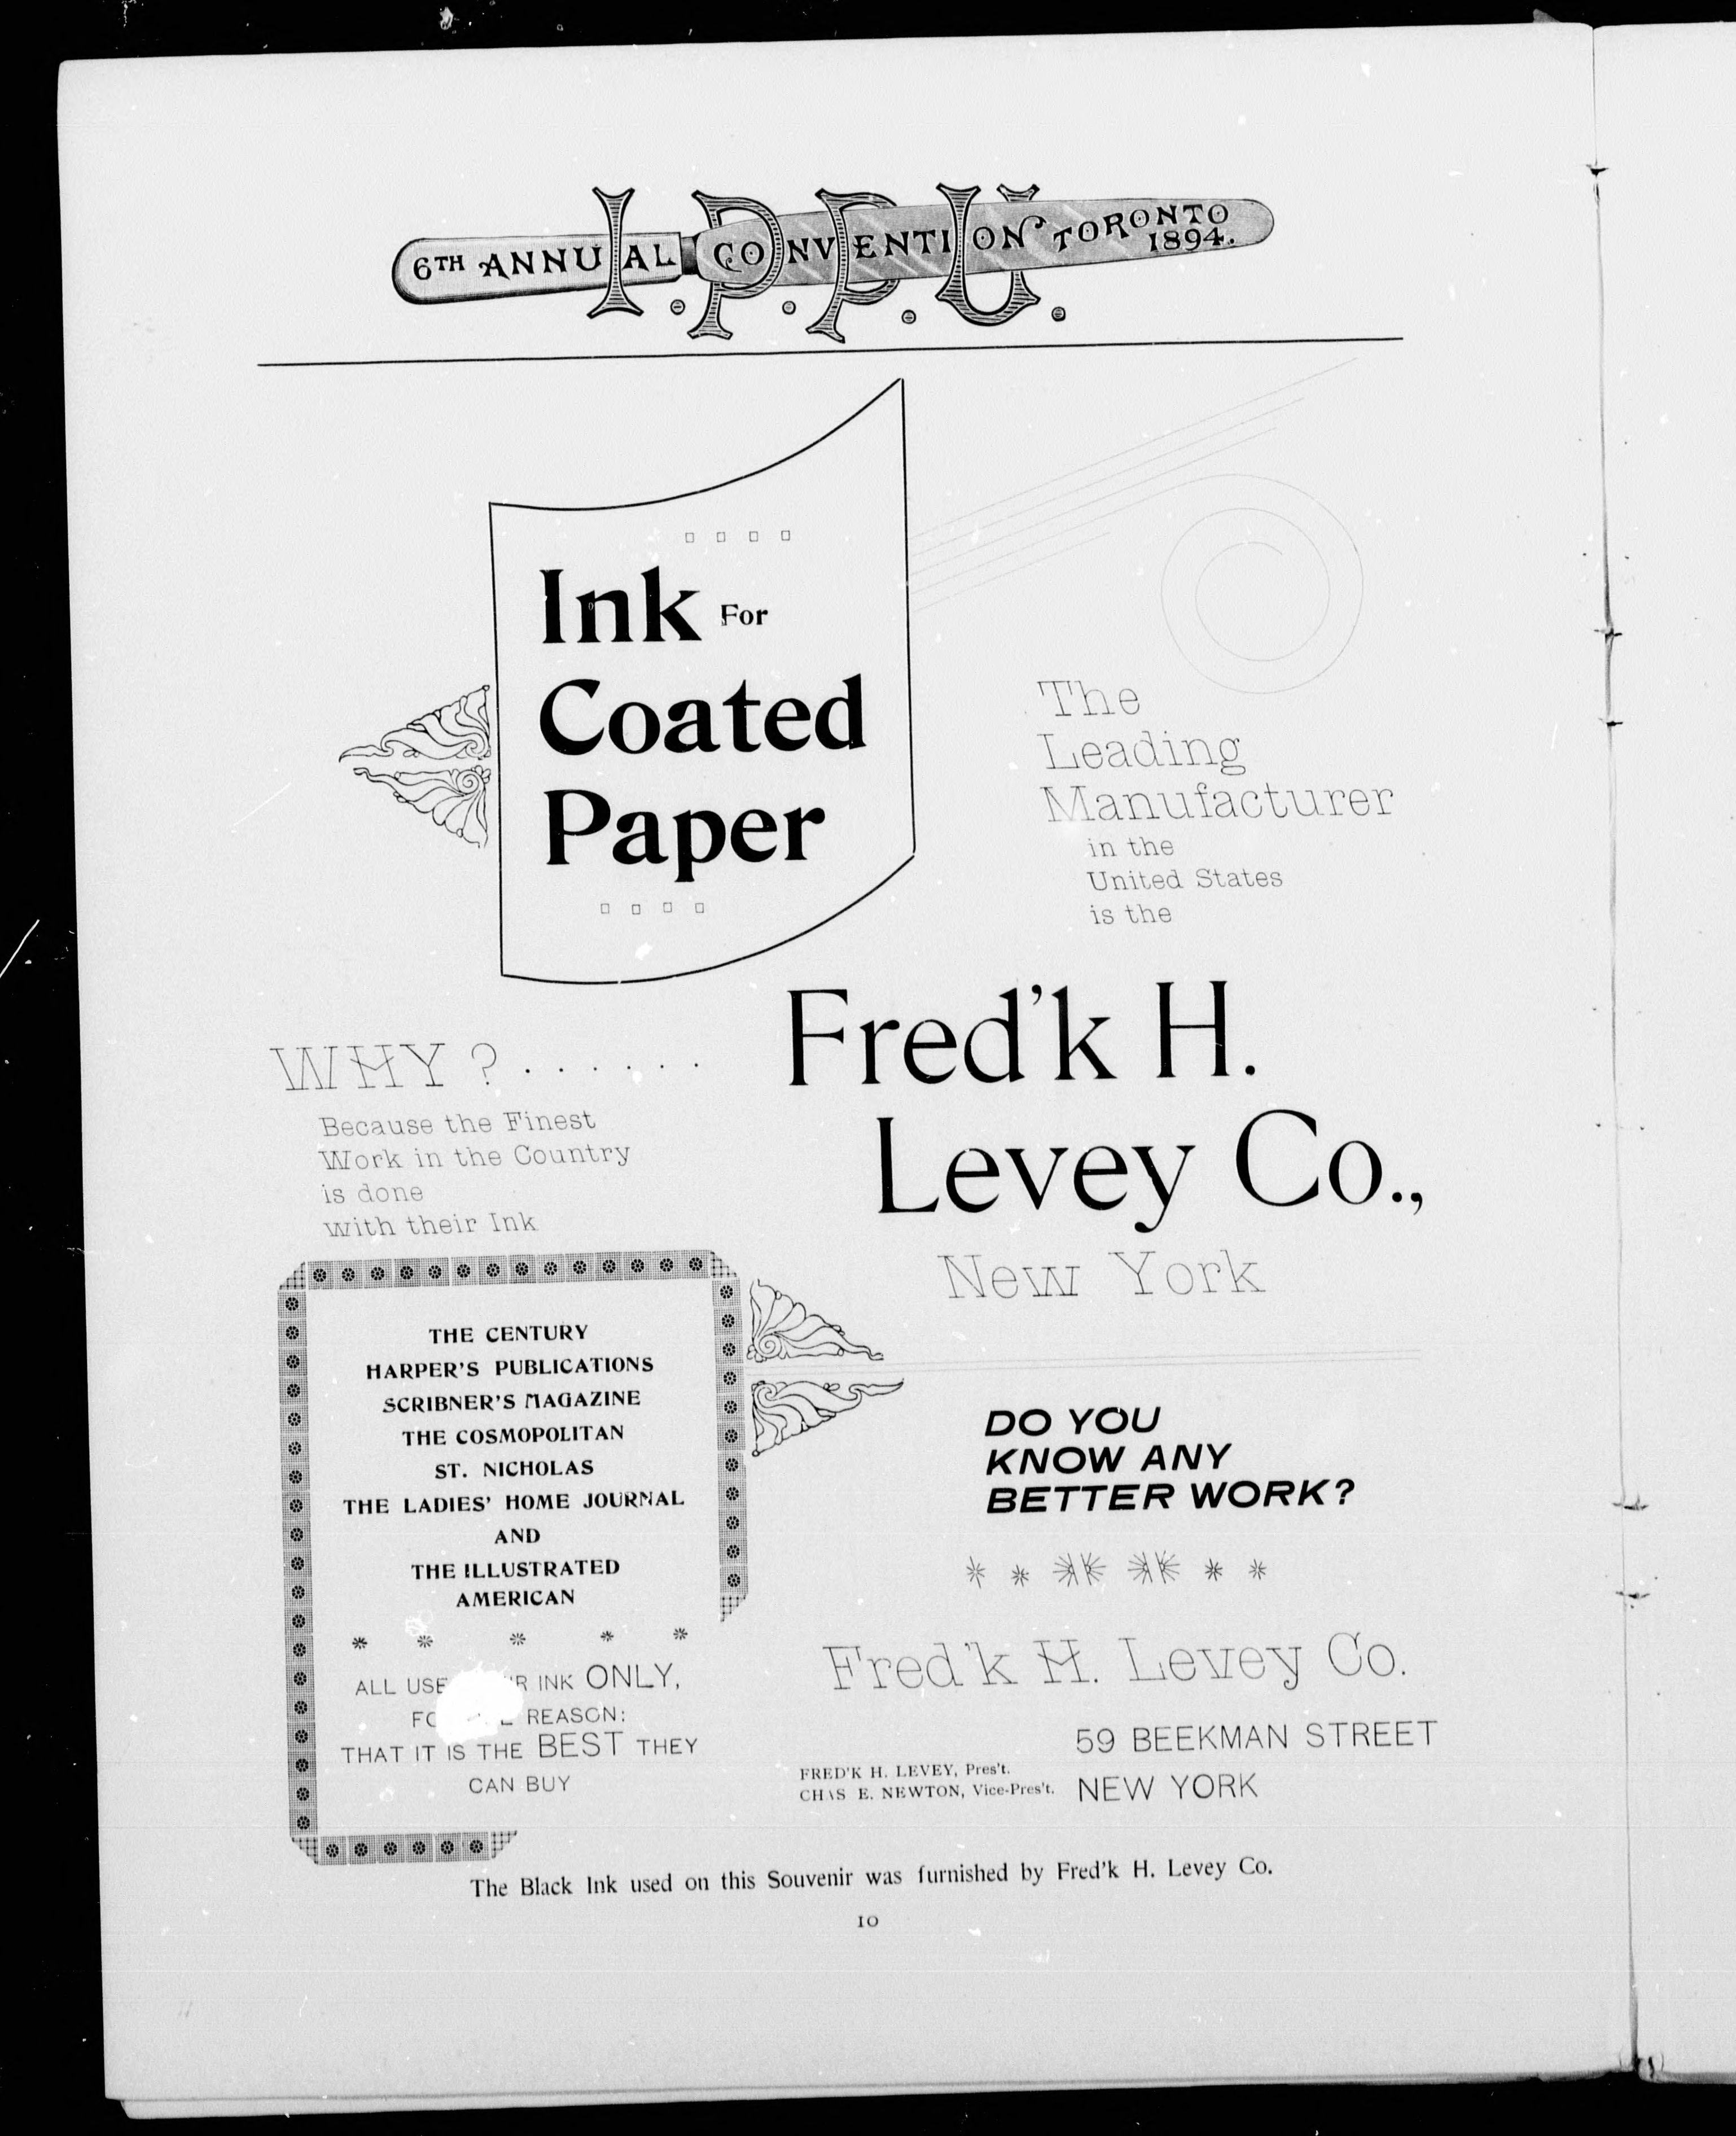 I.P.P.U.
6TH ANNUAL CONVENTION TORONTO
1894.
Ink For
Coated
Paper
The
Leading
Manufacturer
in the
United States
is the
Fred'k H.
Levey Co.,
New York
WHY ? . . . . . .
Because the Finest
Work in the Country
is done
with their Ink
THE CENTURY
HARPER'S PUBLICATIONS
SCRIBNER'S MAGAZINE
THE COSMOPOLITAN
ST. NICHOLAS
THE LADIES' HOME JOURNAL
AND
THE ILLUSTRATED
AMERICAN
ALL USE INK ONLY,
REASON:
THAT IT IS THE BEST THEY
CAN BUY
DO YOU
KNOW ANY
BETTER WORK?
Fred'k H. Levey Co.
59 BEEKMAN STREET
NEW YORK
FRED'K H. LEVEY, Pres't.
CHAS E. NEWTON, Vice-Pres't.
The Black Ink used on this Souvenir was furnished by Fred'k H. Levey Co.
10